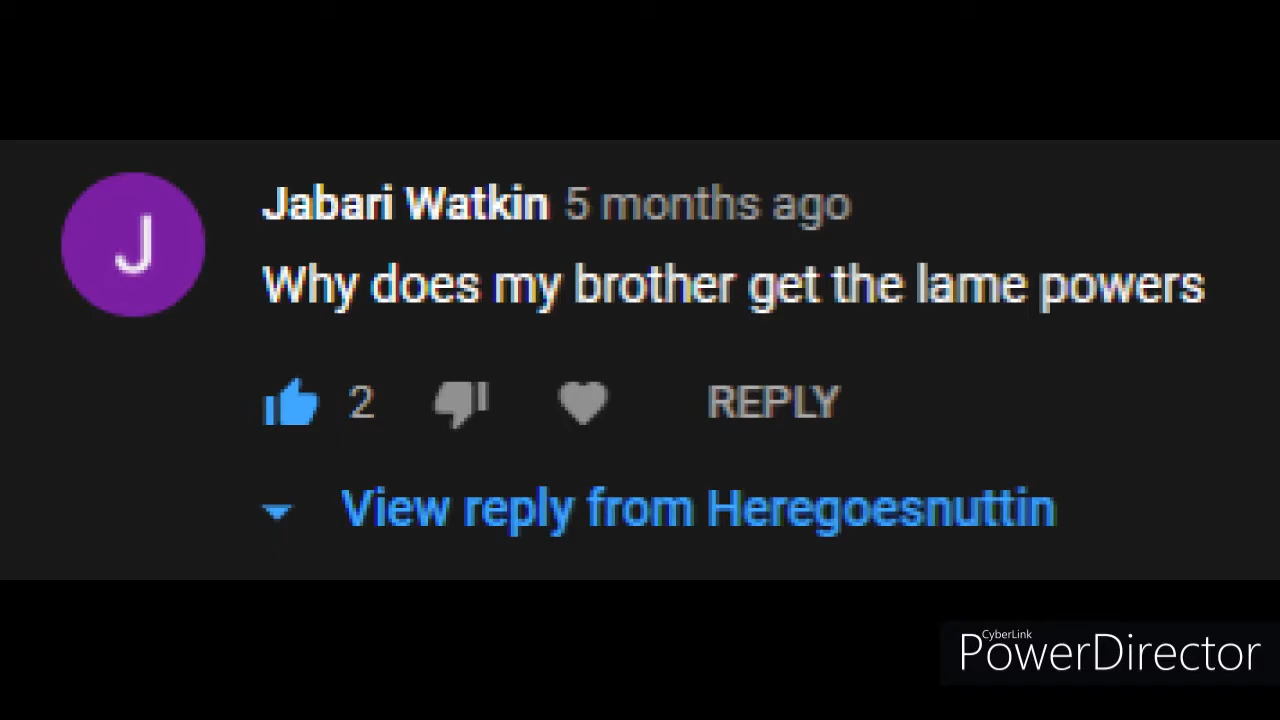 J
Jabari Watkin 5 months ago
Why does my brother get the lame powers
2 REPLY
View reply from Heregoesnuttin
CyberLink
PowerDirector